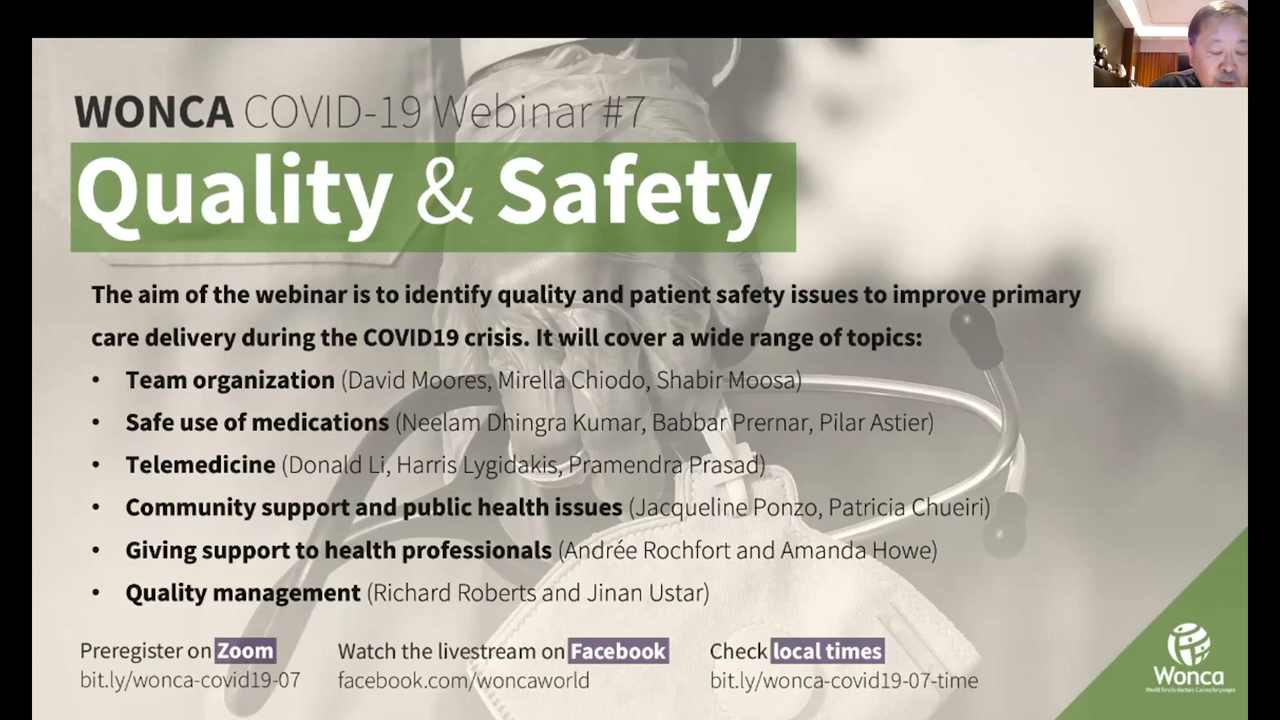 WONCA COVID-19 Webinar #7
Quality & Safety
The aim of the webinar is to identify quality and patient safety issues to improve primary
care delivery during the COVID19 crisis. It will cover a wide range of topics:
• Team organization (David Moores, Mirella Chiodo, Shabir Moosa)
• Safe use of medications (Neelam Dhingra Kumar, Babbar Prernar, Pilar Astier)
• Telemedicine (Donald Li, Harris Lygidakis, Pramendra Prasad)
• Community support and public health issues (Jacqueline Ponzo, Patricia Chueiri)
• Giving support to health professionals (Andrée Rochfort and Amanda Howe)
• Quality management (Richard Roberts and Jinan Ustar)
Preregister on Zoom
bit.ly/wonca-covid19-07
Watch the livestream on Facebook
facebook.com/woncaworld
Check local times
bit.ly/wonca-covid19-07-time
Wonca
World family doctors. Caring for people.